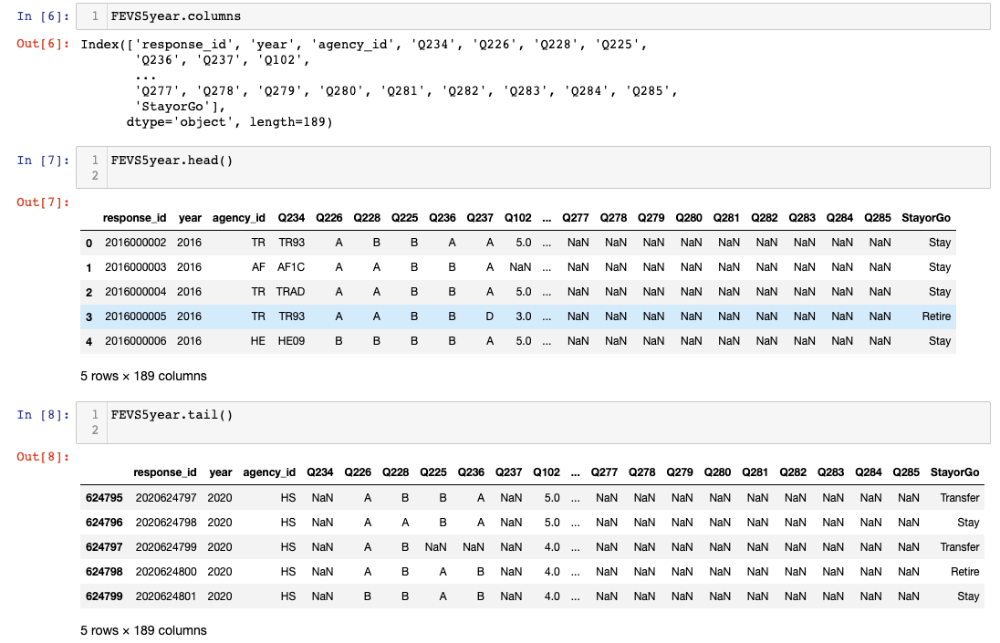 In [6]: 1 FEVS5year.columns
Out[6]: Index(['response_id', 'year', 'agency_id', 'Q234', 'Q226', 'Q228', 'Q225',
'Q236', 'Q237', 'Q102',
...
'Q277', 'Q278', 'Q279', 'Q280', 'Q281', 'Q282', 'Q283', 'Q284', 'Q285',
'StayorGo'],
dtype='object', length=189)
In [7]: 1 FEVS5year.head()
2
Out[7]:
response_id year agency_id Q234 Q226 Q228 Q225 Q236 Q237 Q102 ... Q277 Q278 Q279 Q280 Q281 Q282 Q283 Q284 Q285 StayorGo
0 2016000002 2016 TR TR93 A B B A A 5.0 ... NaN NaN NaN NaN NaN NaN NaN NaN NaN Stay
1 2016000003 2016 AF AF1C A A B B A NaN ... NaN NaN NaN NaN NaN NaN NaN NaN NaN Stay
2 2016000004 2016 TR TRAD A A B B A 5.0 ... NaN NaN NaN NaN NaN NaN NaN NaN NaN Stay
3 2016000005 2016 TR TR93 A A B B D 3.0 ... NaN NaN NaN NaN NaN NaN NaN NaN NaN Retire
4 2016000006 2016 HE HE09 B B B B A 5.0 ... NaN NaN NaN NaN NaN NaN NaN NaN NaN Stay
5 rows × 189 columns
In [8]: 1 FEVS5year.tail()
2
Out[8]:
response_id year agency_id Q234 Q226 Q228 Q225 Q236 Q237 Q102 ... Q277 Q278 Q279 Q280 Q281 Q282 Q283 Q284 Q285 StayorGo
624795 2020624797 2020 HS NaN A B B A NaN 5.0 ... NaN NaN NaN NaN NaN NaN NaN NaN NaN Transfer
624796 2020624798 2020 HS NaN A A B A NaN 5.0 ... NaN NaN NaN NaN NaN NaN NaN NaN NaN Stay
624797 2020624799 2020 HS NaN A B NaN NaN NaN 4.0 ... NaN NaN NaN NaN NaN NaN NaN NaN NaN Transfer
624798 2020624800 2020 HS NaN A B A B NaN 4.0 ... NaN NaN NaN NaN NaN NaN NaN NaN NaN Retire
624799 2020624801 2020 HS NaN B B A B NaN 4.0 ... NaN NaN NaN NaN NaN NaN NaN NaN NaN Stay
5 rows × 189 columns